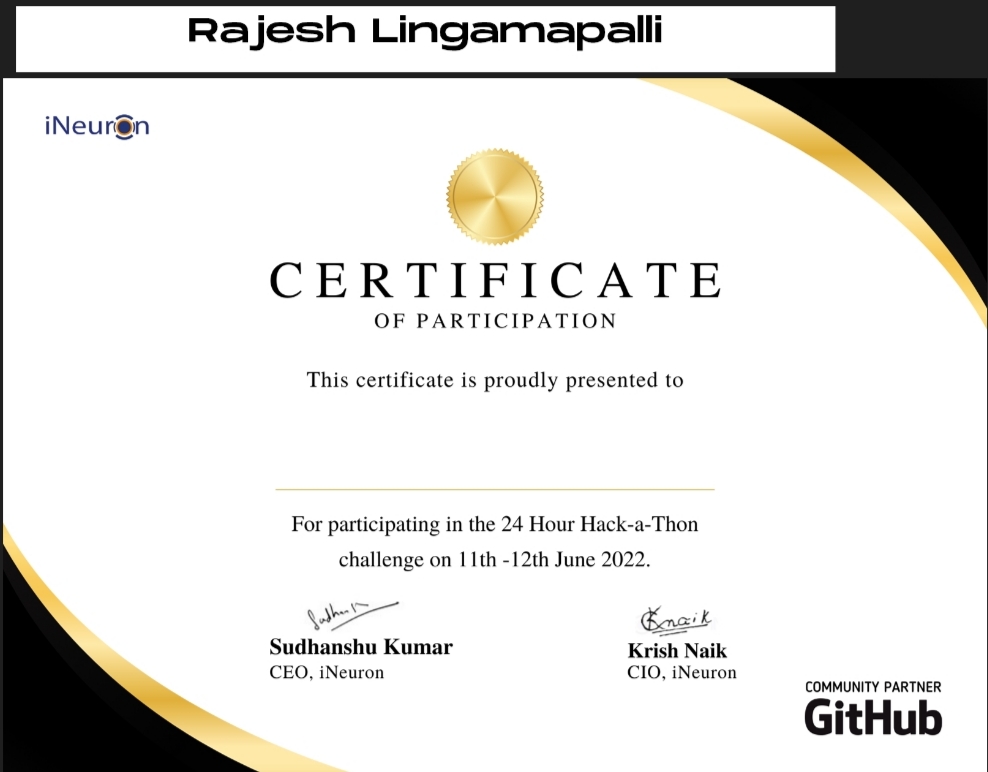 Rajesh Lingamapalli
iNeuron
CERTIFICATE
OF PARTICIPATION
This certificate is proudly presented to
For participating in the 24 Hour Hack-a-Thon
challenge on 11th -12th June 2022.
Sudhanshu Kumar
CEO, iNeuron
Knaik
Krish Naik
CIO, iNeuron
COMMUNITY PARTNER
GitHub